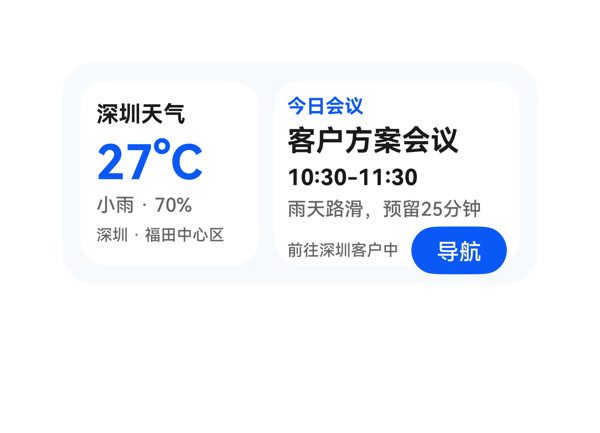 深圳天气
27°C
小雨 · 70%
深圳 · 福田中心区
今日会议
客户方案会议
10:30-11:30
雨天路滑，预留25分钟
前往深圳客户中
导航